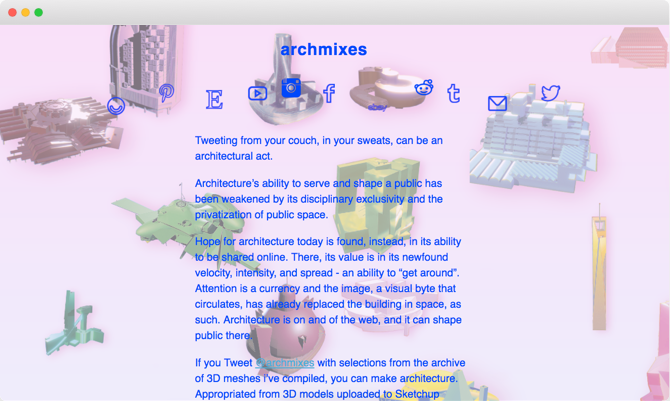 archmixes
ebay
Tweeting from your couch, in your sweats, can be an
architectural act.
Architecture's ability to serve and shape a public has
been weakened by its disciplinary exclusivity and the
privatization of public space.
Hope for architecture today is found, instead, in its ability
to be shared online. There, its value is in its newfound
velocity, intensity, and spread - an ability to “get around”.
Attention is a currency and the image, a visual byte that
circulates, has already replaced the building in space, as
such. Architecture is on and of the web, and it can shape
public there.
If you Tweet @archmixes with selections from the archive
of 3D meshes I've compiled, you can make architecture.
Appropriated from 3D models uploaded to Sketchup